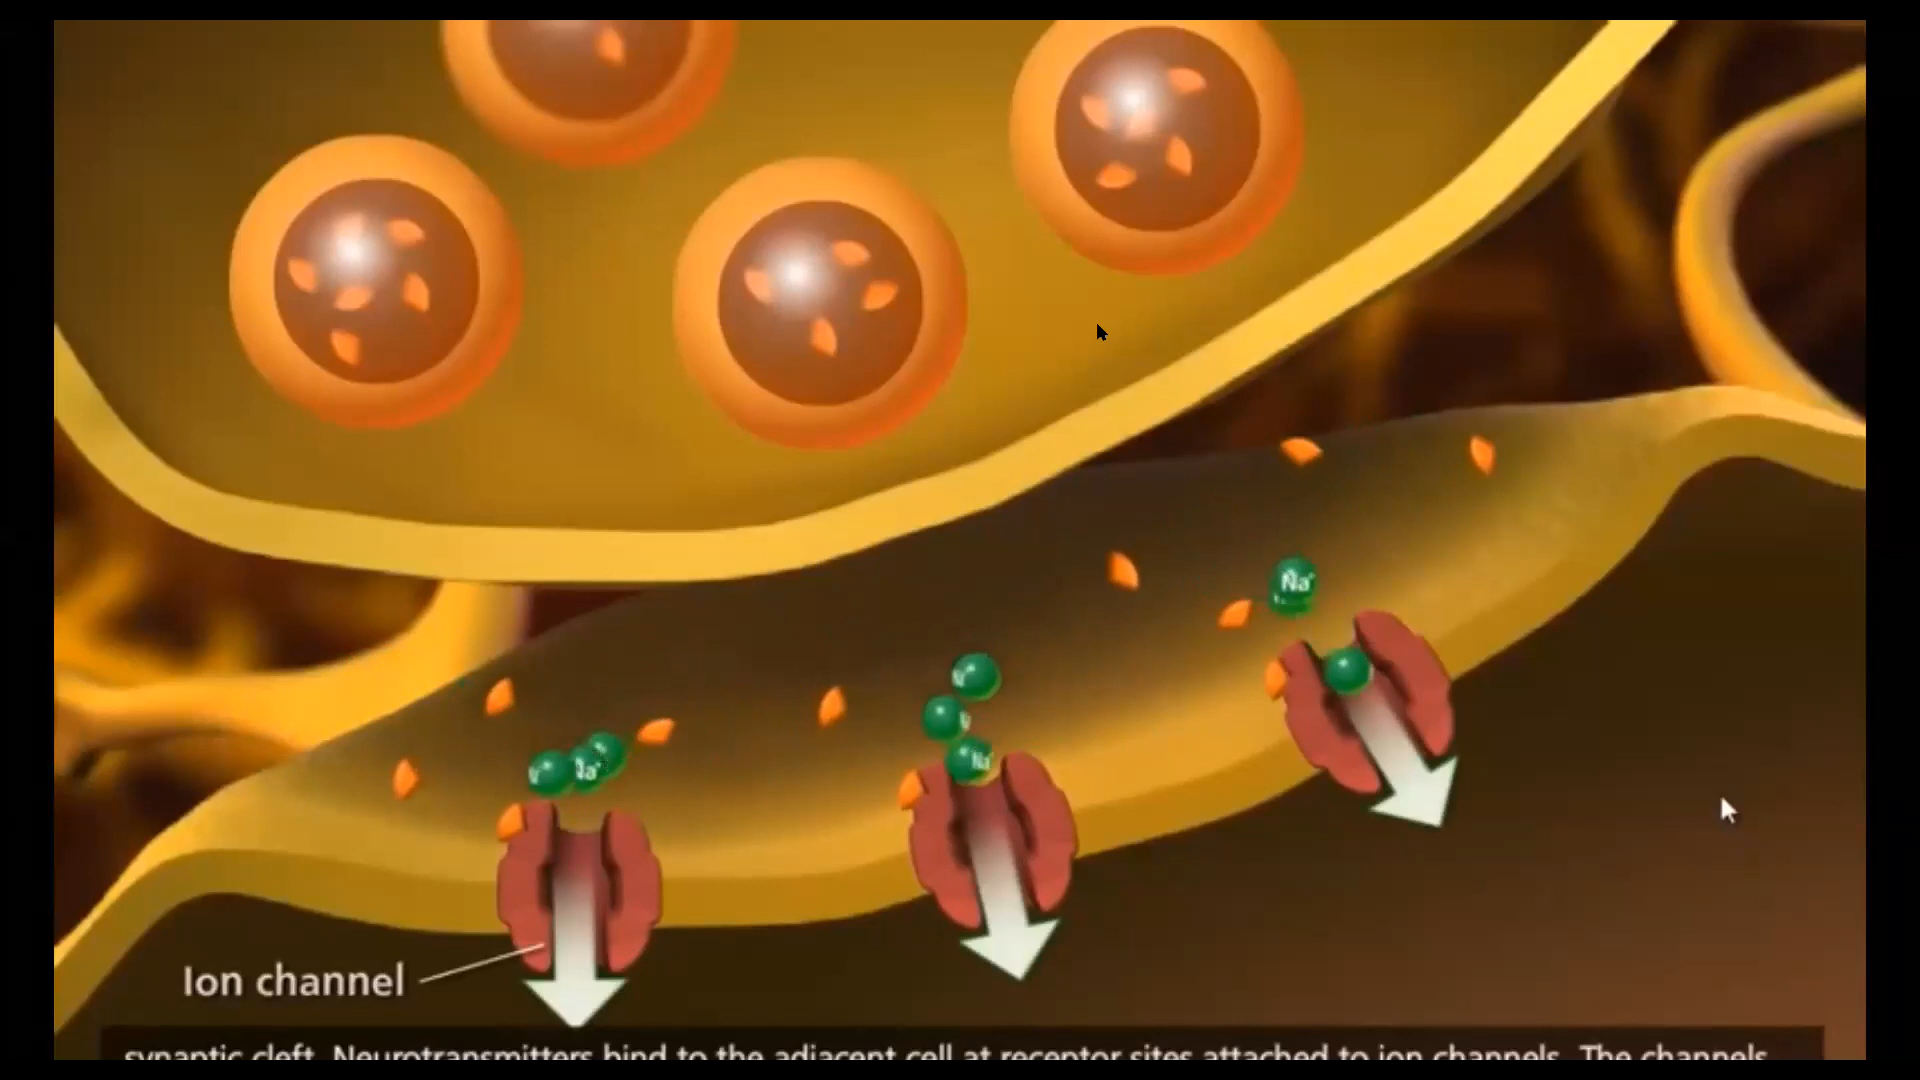 Na⁺
N
N
Na
N
Na⁺
Ion channel
synaptic cleft. Neurotransmitters bind to the adjacent cell at receptor sites attached to ion channels. The channels